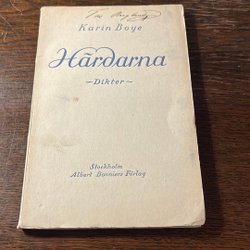 Karin Boye
Härdarna
—Dikter—
Stockholm
Albert Bonniers Förlag